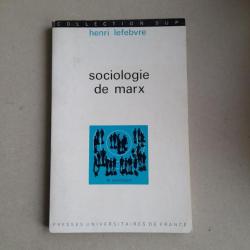 COLLECTION SUP
henri lefebvre
sociologie
de marx
PRESSES UNIVERSITAIRES DE FRANCE